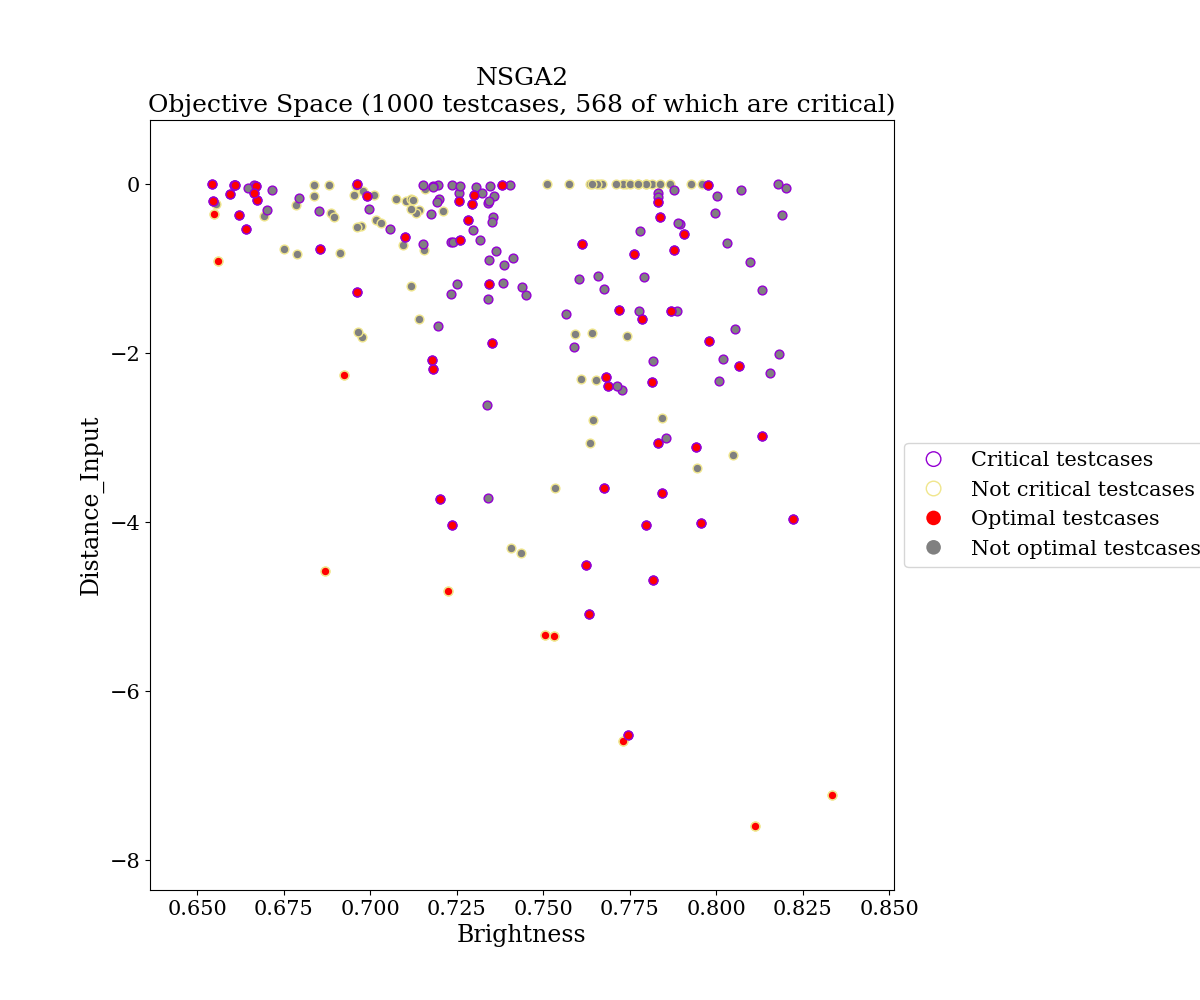 NSGA2
Objective Space (1000 testcases, 568 of which are critical)
0
−2
−4
−6
−8
Distance_Input
0.650 0.675 0.700 0.725 0.750 0.775 0.800 0.825 0.850
Brightness
Critical testcases
Not critical testcases
Optimal testcases
Not optimal testcases